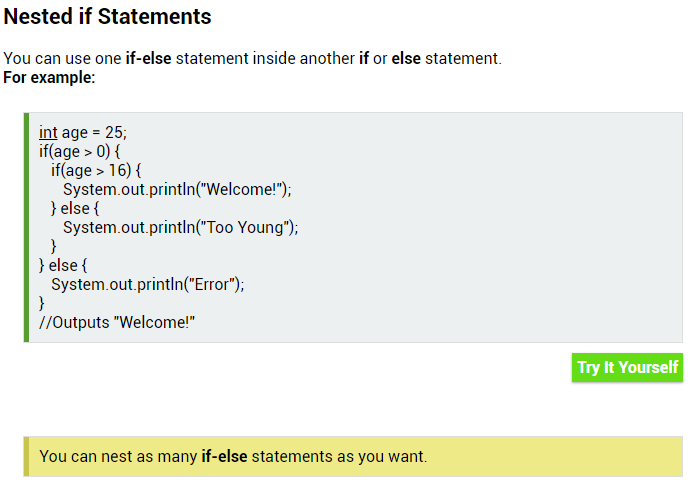 Nested if Statements
You can use one if-else statement inside another if or else statement.
For example:
int age = 25;
if(age > 0) {
   if(age > 16) {
      System.out.println("Welcome!");
   } else {
      System.out.println("Too Young");
   }
} else {
   System.out.println("Error");
}
//Outputs "Welcome!"
Try It Yourself
You can nest as many if-else statements as you want.